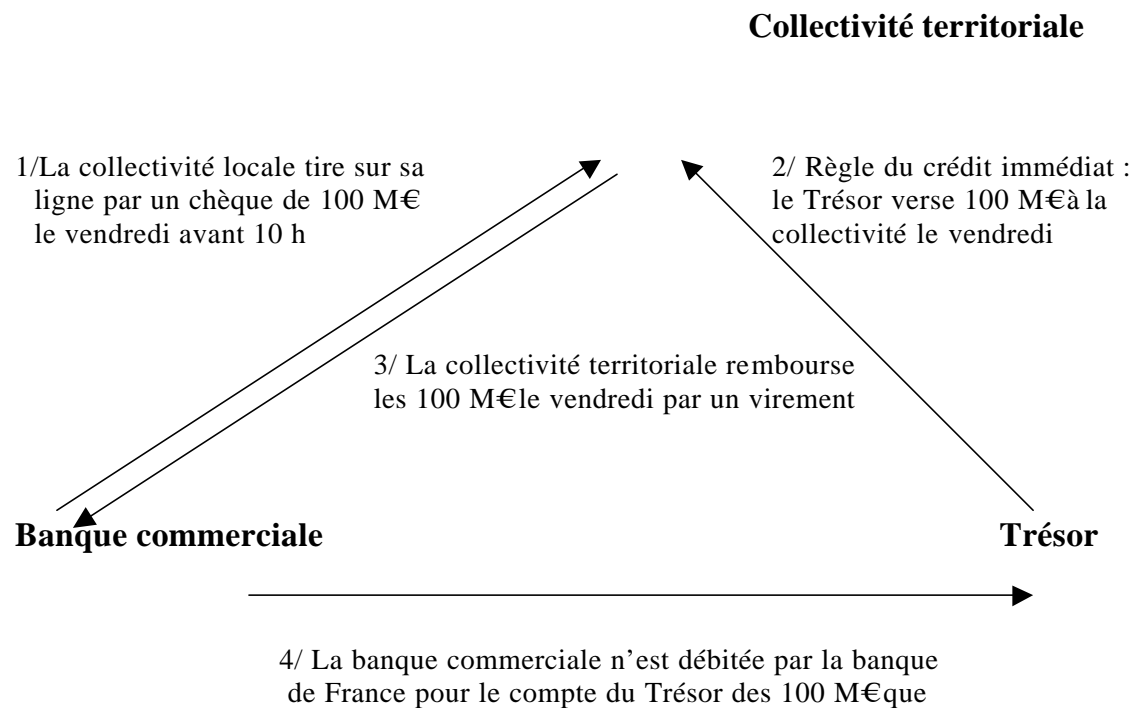 Collectivité territoriale
1/La collectivité locale tire sur sa
ligne par un chèque de 100 M€
le vendredi avant 10 h
2/ Règle du crédit immédiat :
le Trésor verse 100 M€à la
collectivité le vendredi
3/ La collectivité territoriale rembourse
les 100 M€le vendredi par un virement
Banque commerciale
Trésor
4/ La banque commerciale n’est débitée par la banque
de France pour le compte du Trésor des 100 M€que